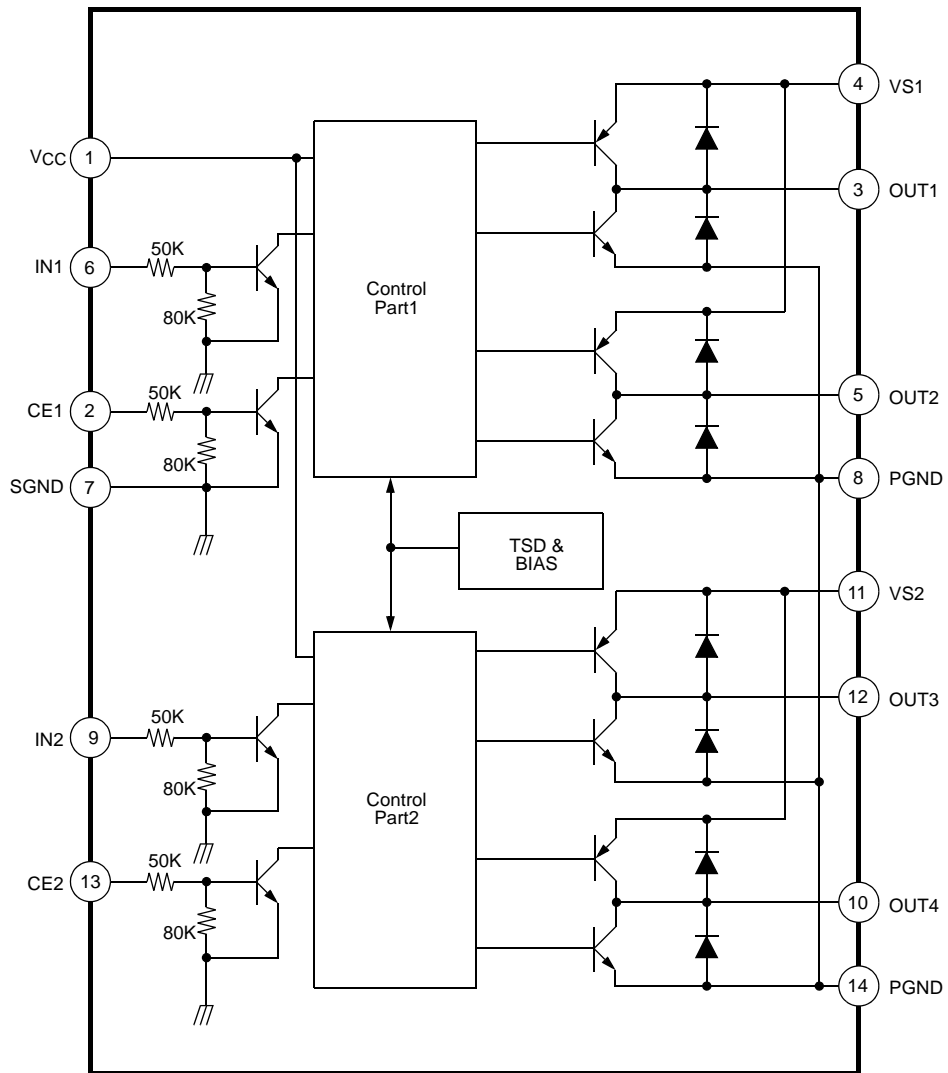 4 VS1
VCC 1
3 OUT1
IN1 6
50K
80K
Control
Part1
CE1 2
50K
80K
5 OUT2
SGND 7
8 PGND
TSD &
BIAS
11 VS2
12 OUT3
IN2 9
50K
80K
Control
Part2
CE2 13
50K
80K
10 OUT4
14 PGND